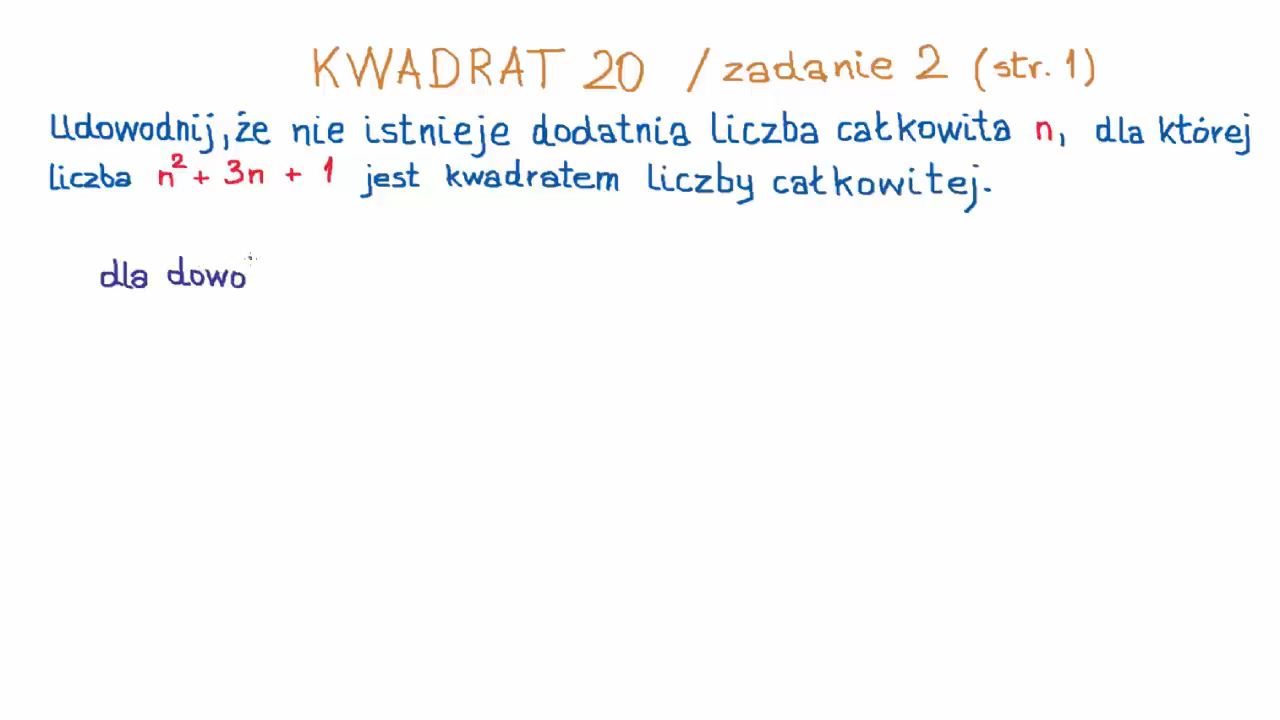 KWADRAT 20 / zadanie 2 (str. 1)
Udowodnij, że nie istnieje dodatnia liczba całkowita n, dla której
liczba n² + 3n + 1 jest kwadratem liczby całkowitej.
dla dowo